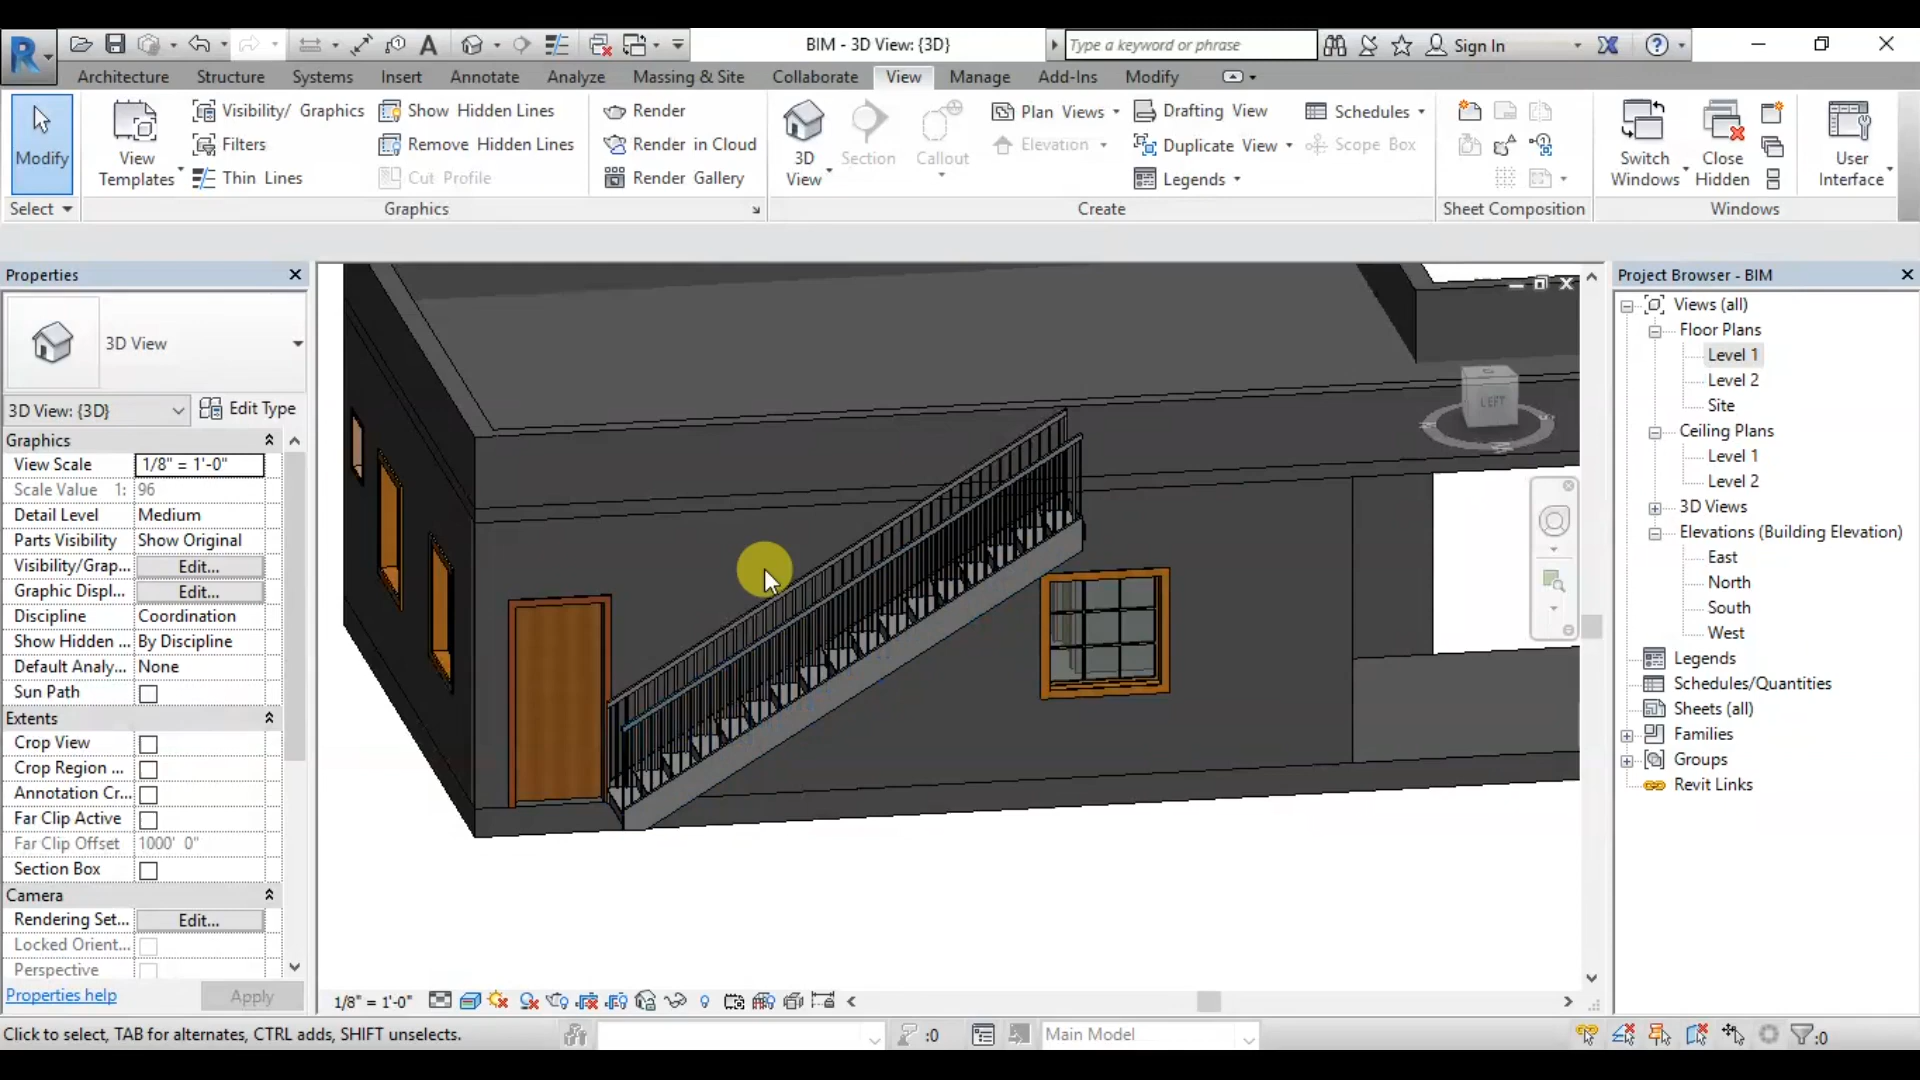 BIM - 3D View: {3D}
Type a keyword or phrase
Sign In
Architecture Structure Systems Insert Annotate Analyze Massing & Site Collaborate View Manage Add-Ins Modify
Modify
View Templates
Visibility/ Graphics
Filters
Thin Lines
Show Hidden Lines
Remove Hidden Lines
Cut Profile
Render
Render in Cloud
Render Gallery
3D View
Section
Callout
Plan Views
Elevation
Drafting View
Duplicate View
Legends
Schedules
Scope Box
Switch Windows
Close Hidden
User Interface
Select
Graphics
Create
Sheet Composition
Windows
Properties
3D View
3D View: {3D}
Edit Type
Graphics
View Scale 1/8" = 1'-0"
Scale Value 1: 96
Detail Level Medium
Parts Visibility Show Original
Visibility/Grap... Edit...
Graphic Displ... Edit...
Discipline Coordination
Show Hidden ... By Discipline
Default Analy... None
Sun Path
Extents
Crop View
Crop Region ...
Annotation Cr...
Far Clip Active
Far Clip Offset 1000' 0"
Section Box
Camera
Rendering Set... Edit...
Locked Orient...
Perspective
Properties help
Apply
LEFT
1/8" = 1'-0"
Project Browser - BIM
Views (all)
Floor Plans
Level 1
Level 2
Site
Ceiling Plans
Level 1
Level 2
3D Views
Elevations (Building Elevation)
East
North
South
West
Legends
Schedules/Quantities
Sheets (all)
Families
Groups
Revit Links
Click to select, TAB for alternates, CTRL adds, SHIFT unselects.
:0
Main Model
:0